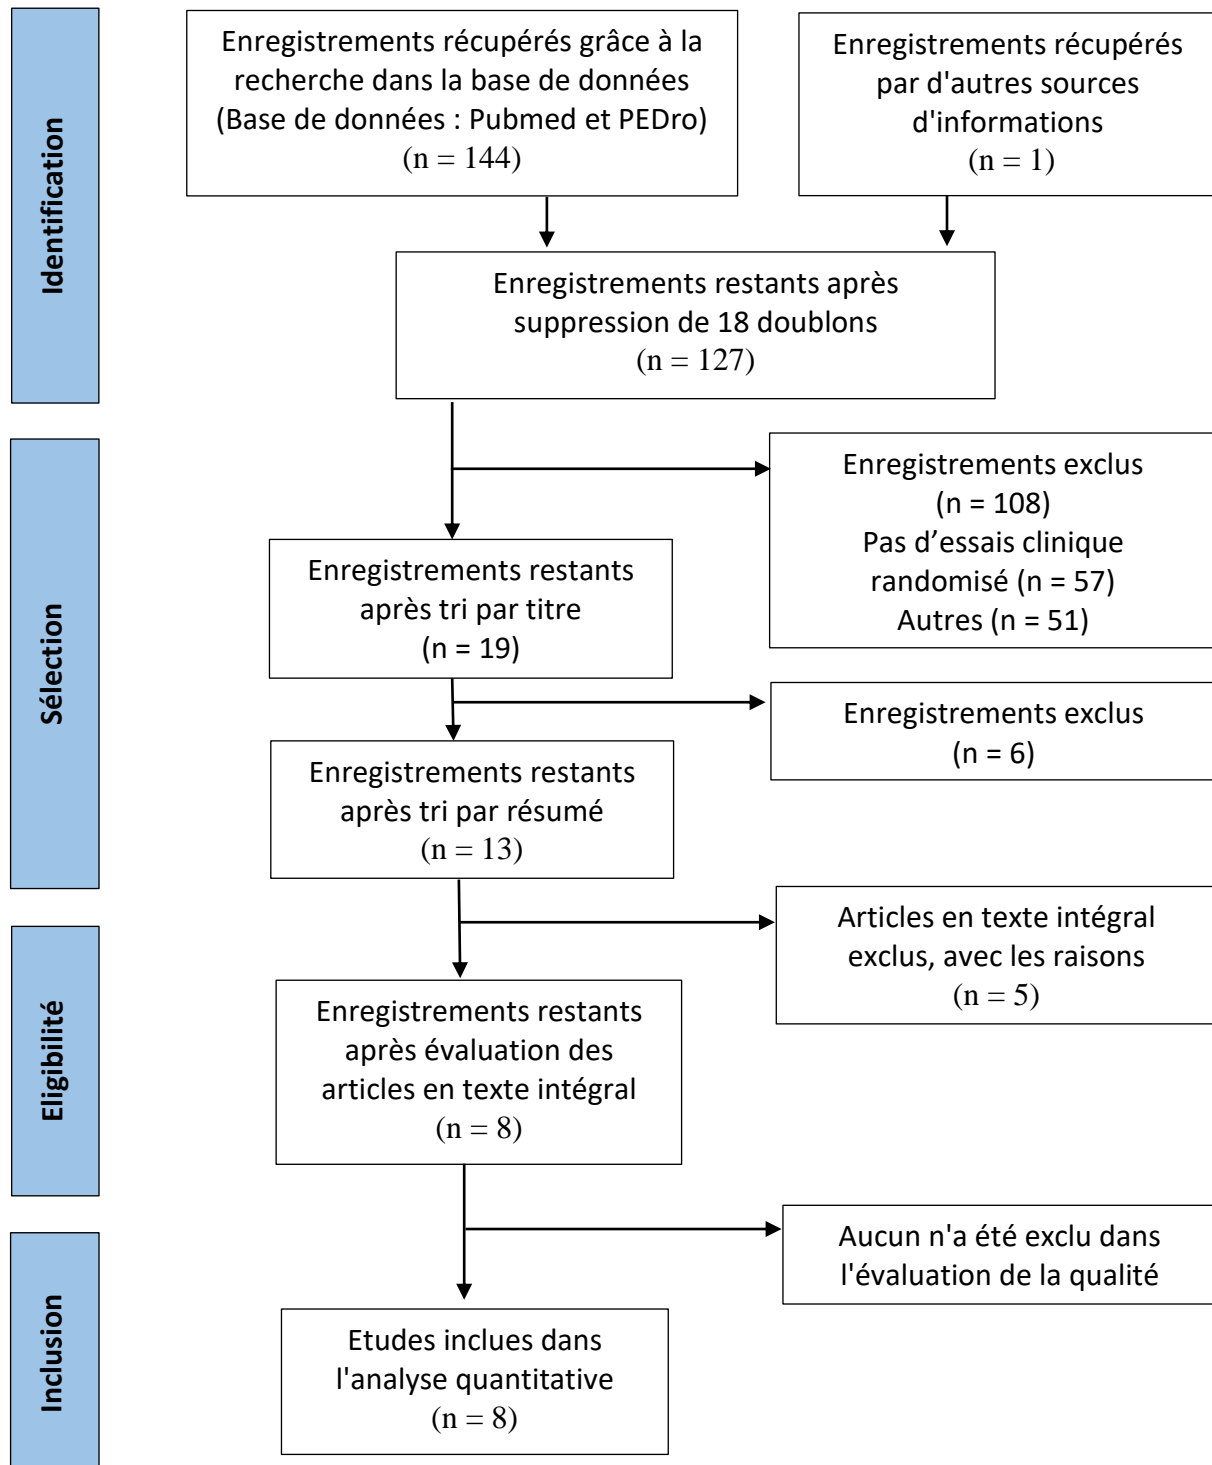 Identification
Enregistrements récupérés grâce à la
recherche dans la base de données
(Base de données : Pubmed et PEDro)
(n = 144)
Enregistrements récupérés
par d'autres sources
d'informations
(n = 1)
Enregistrements restants après
suppression de 18 doublons
(n = 127)
Sélection
Enregistrements exclus
(n = 108)
Pas d’essais clinique
randomisé (n = 57)
Autres (n = 51)
Enregistrements restants
après tri par titre
(n = 19)
Enregistrements exclus
(n = 6)
Enregistrements restants
après tri par résumé
(n = 13)
Eligibilité
Articles en texte intégral
exclus, avec les raisons
(n = 5)
Enregistrements restants
après évaluation des
articles en texte intégral
(n = 8)
Inclusion
Aucun n'a été exclu dans
l'évaluation de la qualité
Etudes inclues dans
l'analyse quantitative
(n = 8)